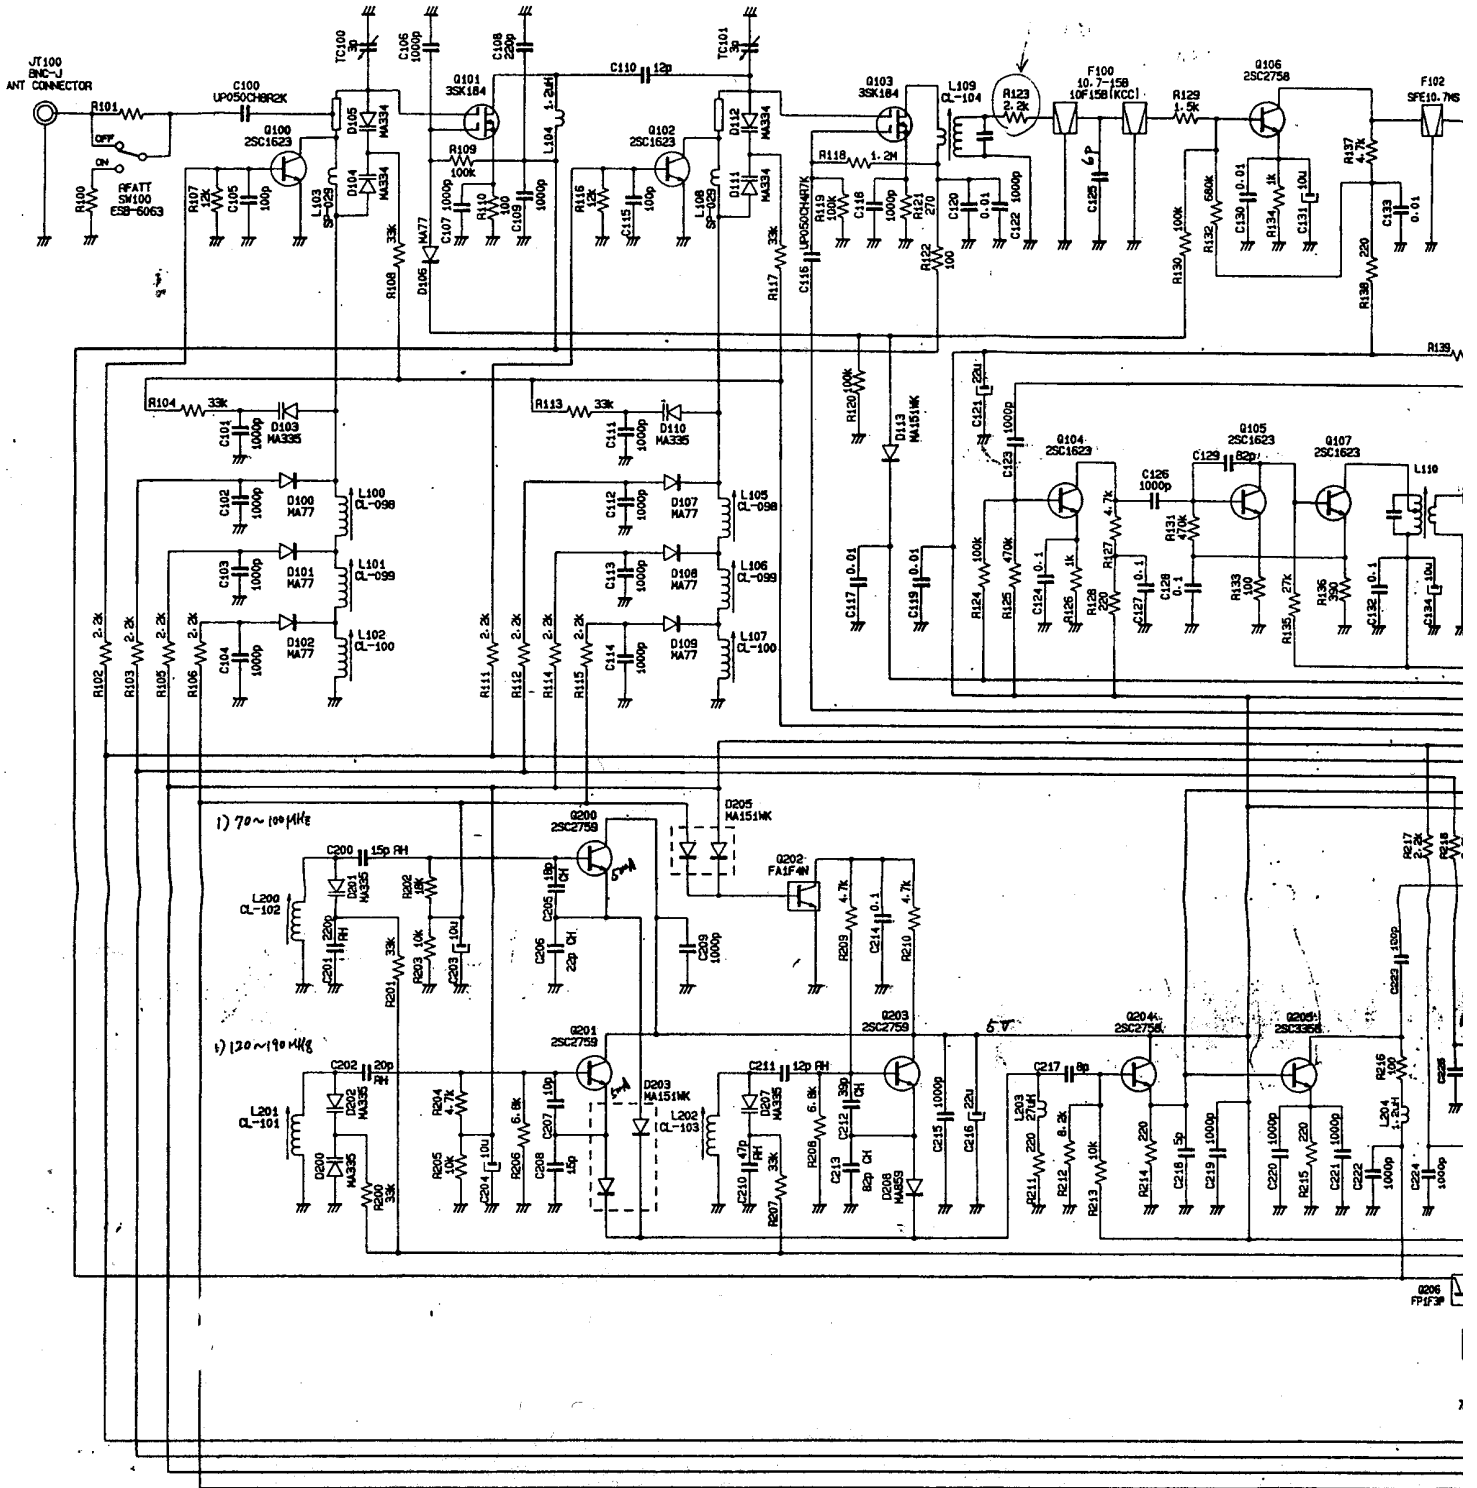 JT100
BNC-J
ANT CONNECTOR
R101
C100
UP050CH8R2K
OFF
ON
R100
RFATT
SW100
ESB-6063
R107
12k
C105
100p
Q100
2SC1623
L103
SP-029
TC100
3p
D105
MA334
D104
MA334
33k
R108
C106
1000p
Q101
3SK184
R109
100k
MA77
D106
C107
1000p
R110
100
C109
1000p
C108
220p
L104
1.2uH
C110
12p
R116
12k
C115
100p
Q102
2SC1623
L108
SP-029
TC101
3p
D112
MA334
D111
MA334
33k
R117
Q103
3SK184
R118
1.2M
R119
100k
C116
UP050CH4R7K
C118
1000p
R121
270
R122
100
L109
CL-104
C120
0.01
C122
1000p
R123
2.2k
F100
10.7-15B
10F15B(KCC)
6P
C125
R129
1.5k
100k
R130
680k
R132
Q106
2SC2758
C130
0.01
R134
1k
C131
10u
R137
4.7k
C133
0.01
220
R138
F102
SFE10.7MS
R139
R104
33k
C101
1000p
D103
MA335
C102
1000p
D100
MA77
L100
CL-098
C103
1000p
D101
MA77
L101
CL-099
C104
1000p
D102
MA77
L102
CL-100
R102
2.2k
R103
2.2k
R105
2.2k
R106
2.2k
R113
33k
C111
1000p
D110
MA335
C112
1000p
D107
MA77
L105
CL-098
C113
1000p
D108
MA77
L106
CL-099
C114
1000p
D109
MA77
L107
CL-100
R111
2.2k
R112
2.2k
R114
2.2k
R115
2.2k
R120
100k
D113
MA151WK
C117
0.01
C119
0.01
C121
22u
C123
1000p
Q104
2SC1623
R124
100k
R125
470k
C124
0.1
R126
1k
R127
4.7k
R128
220
C127
0.1
C126
1000p
R131
470k
C128
0.1
C129
82p
Q105
2SC1623
R133
100
27k
R135
Q107
2SC1623
R136
390
C132
0.1
L110
C134
10u
1) 70~100MHz
L200
CL-102
C200
15p RH
D201
MA335
C201
220p
RH
33k
R201
R202
18k
R203
10k
C203
10u
Q200
2SC2759
C205
18p
CH
C206
22p CH
C209
1000p
D205
MA151WK
Q202
FA1F4N
4.7k
R209
C214
0.1
4.7k
R210
R217
2.2k
R218
1) 120~190MHz
L201
CL-101
C202
20p
RH
D202
MA335
D200
MA335
R200
33k
R204
4.7k
R205
10k
C204
10u
6.8k
R206
Q201
2SC2759
C207
10p
C208
15p
D203
MA151WK
L202
CL-103
C211
12p RH
D207
MA335
C210
47p
RH
33k
R207
6.8k
R208
Q203
2SC2759
C212
39p
CH
C213
82p CH
D208
MA859
C215
1000p
C216
22u
L203
27uH
R211
220
C217
8p
R212
8.2k
10k
R213
Q204
2SC2758
R214
220
C218
5p
C219
1000p
Q205
2SC3356
C220
1000p
R215
220
C221
1000p
C223
100p
R216
100
L204
1.2uH
C222
1000p
C224
1000p
C225
Q206
FP1F3P